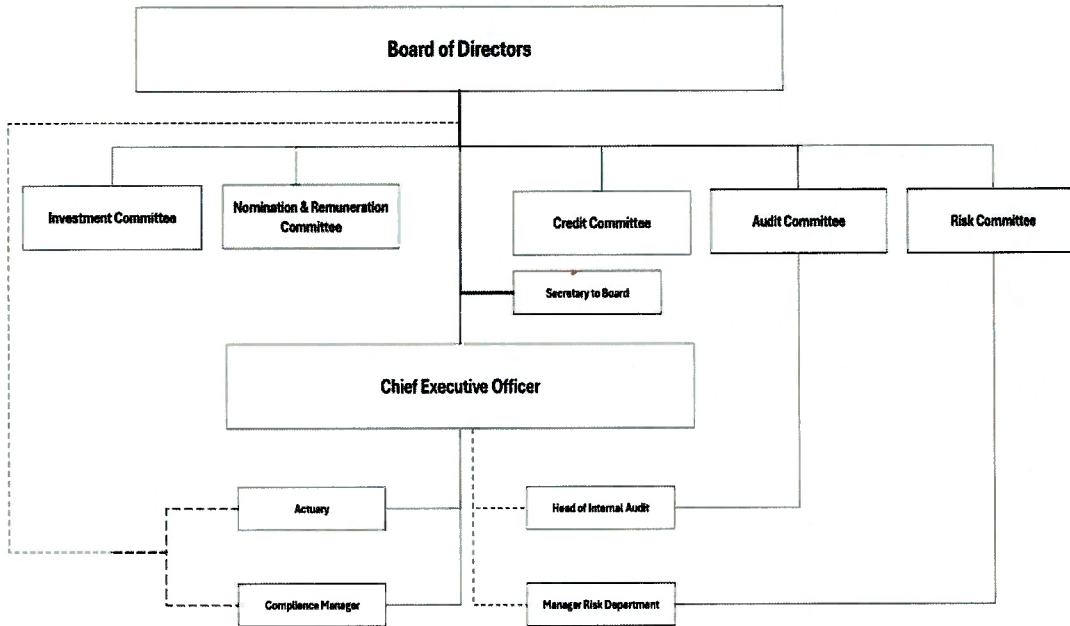 Board of Directors
Investment Committee
Nomination & Remuneration
Committee
Credit Committee
Audit Committee
Risk Committee
Secretary to Board
Chief Executive Officer
Actuary
Head of Internal Audit
Compliance Manager
Manager Risk Department